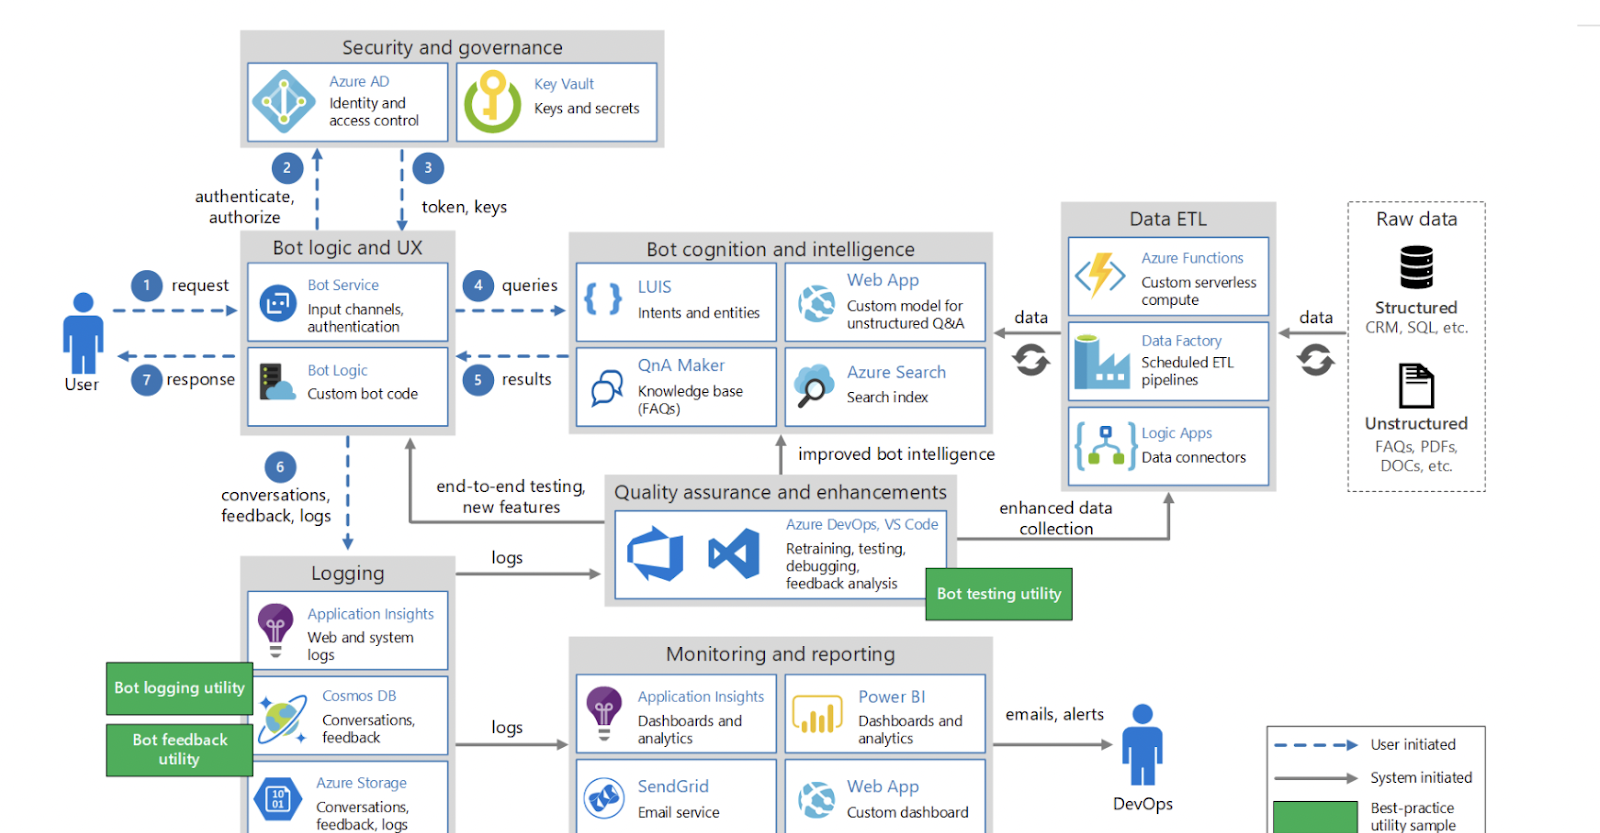 Security and governance
Azure AD
Identity and
access control
Key Vault
Keys and secrets
2
authenticate,
authorize
3
token, keys
Bot logic and UX
Bot Service
Input channels,
authentication
Bot Logic
Custom bot code
1
request
7
response
User
4
queries
5
results
Bot cognition and intelligence
LUIS
Intents and entities
Web App
Custom model for
unstructured Q&A
QnA Maker
Knowledge base
(FAQs)
Azure Search
Search index
data
Data ETL
Azure Functions
Custom serverless
compute
Data Factory
Scheduled ETL
pipelines
Logic Apps
Data connectors
data
Raw data
Structured
CRM, SQL, etc.
Unstructured
FAQs, PDFs,
DOCs, etc.
6
conversations,
feedback, logs
end-to-end testing,
new features
improved bot intelligence
enhanced data
collection
Quality assurance and enhancements
Azure DevOps, VS Code
Retraining, testing,
debugging,
feedback analysis
Bot testing utility
logs
Logging
Application Insights
Web and system
logs
Bot logging utility
Cosmos DB
Conversations,
feedback
Bot feedback
utility
Azure Storage
10
01
Conversations,
feedback, logs
logs
Monitoring and reporting
Application Insights
Dashboards and
analytics
Power BI
Dashboards and
analytics
SendGrid
Email service
Web App
Custom dashboard
emails, alerts
DevOps
User initiated
System initiated
Best-practice
utility sample